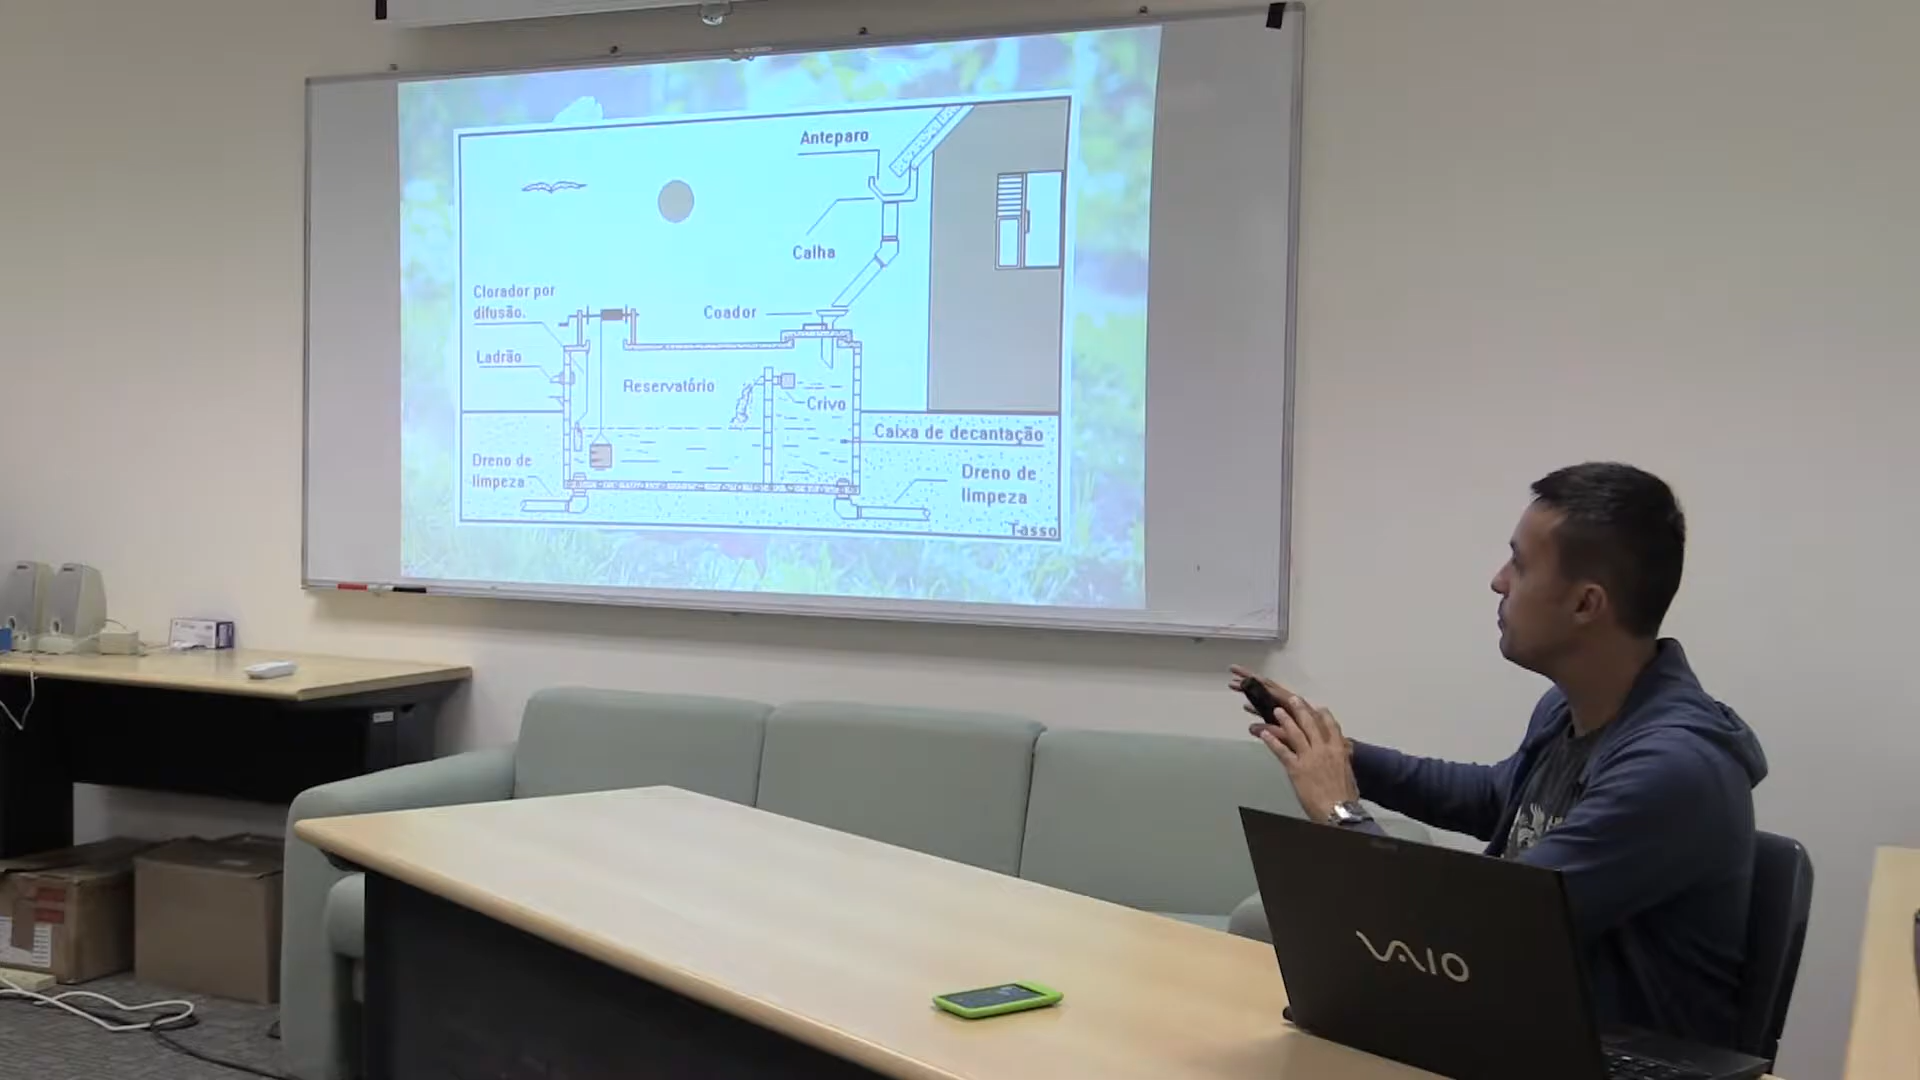 Anteparo
Calha
Clorador por
difusão.
Coador
Ladrão
Reservatório
Crivo
Caixa de decantação
Dreno de
limpeza
Dreno de
limpeza
Tasso
VAIO